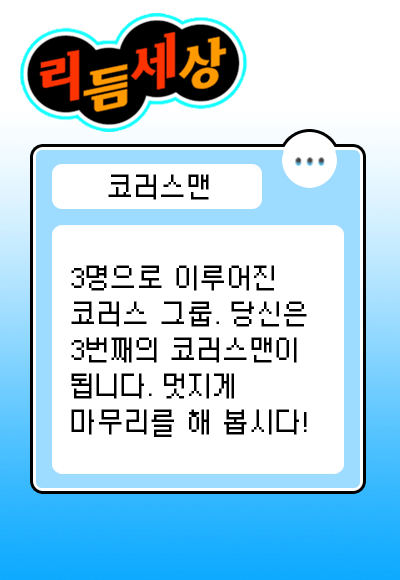 리듬세상
코러스맨
3명으로 이루어진
코러스 그룹. 당신은
3번째의 코러스맨이
됩니다. 멋지게
마무리를 해 봅시다!